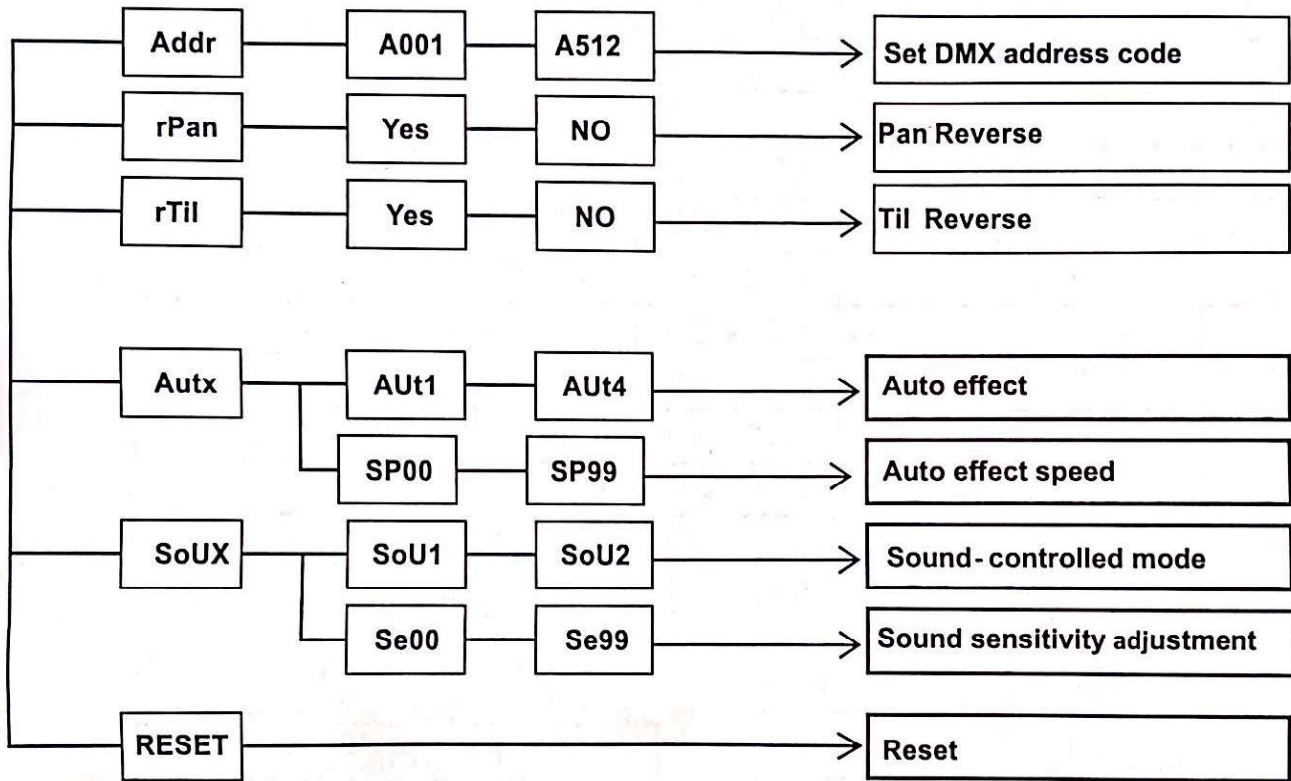 Addr A001 A512 Set DMX address code
rPan Yes NO Pan Reverse
rTil Yes NO Til Reverse
Autx AUt1 AUt4 Auto effect
SP00 SP99 Auto effect speed
SoUX SoU1 SoU2 Sound-controlled mode
Se00 Se99 Sound sensitivity adjustment
RESET Reset